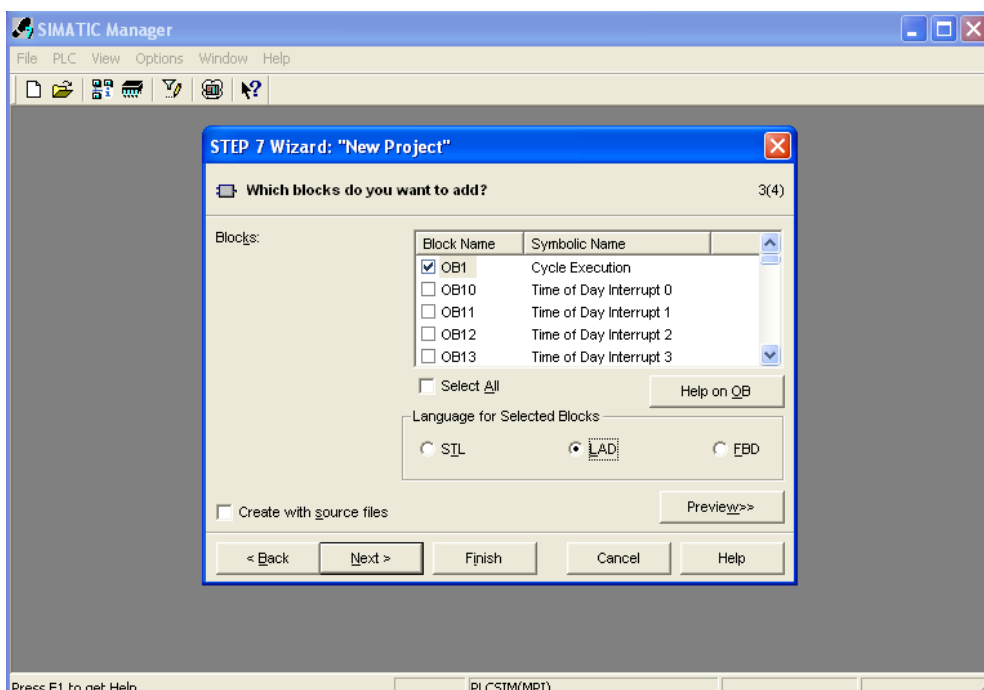 SIMATIC Manager
File PLC View Options Window Help
STEP 7 Wizard: "New Project"
Which blocks do you want to add? 3(4)
Blocks:
Block Name Symbolic Name
OB1 Cycle Execution
OB10 Time of Day Interrupt 0
OB11 Time of Day Interrupt 1
OB12 Time of Day Interrupt 2
OB13 Time of Day Interrupt 3
Select All
Help on OB
Language for Selected Blocks
STL LAD FBD
Create with source files
Preview>>
< Back Next > Finish Cancel Help
Press F1 to get Help. PLCSIM(MPI)